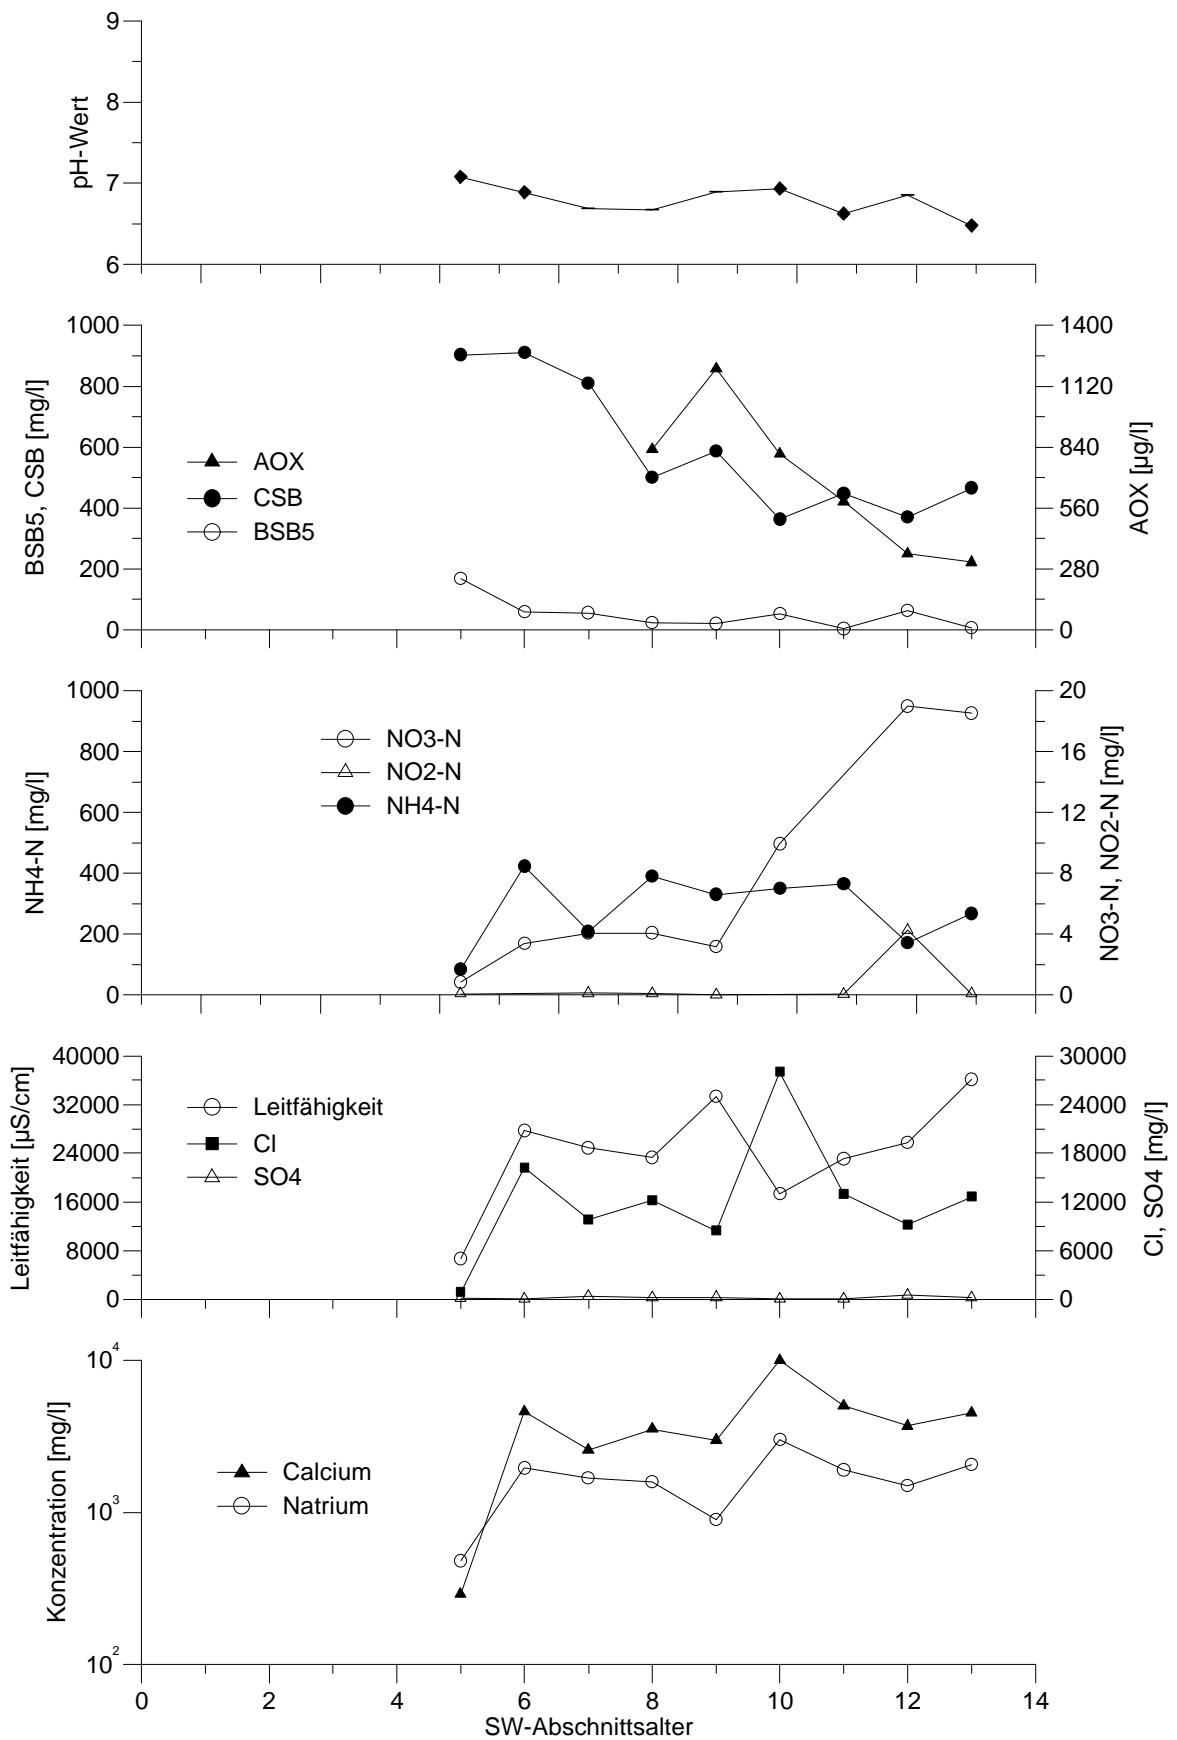 9
8
7
6
pH-Wert
1000
800
600
400
200
0
BSB5, CSB [mg/l]
AOX
CSB
BSB5
1400
1120
840
560
280
0
AOX [µg/l]
1000
800
600
400
200
0
NH4-N [mg/l]
NO3-N
NO2-N
NH4-N
20
16
12
8
4
0
NO3-N, NO2-N [mg/l]
40000
32000
24000
16000
8000
0
Leitfähigkeit [µS/cm]
Leitfähigkeit
Cl
SO4
30000
24000
18000
12000
6000
0
Cl, SO4 [mg/l]
10⁴
10³
10²
Konzentration [mg/l]
Calcium
Natrium
0 2 4 6 8 10 12 14
SW-Abschnittsalter